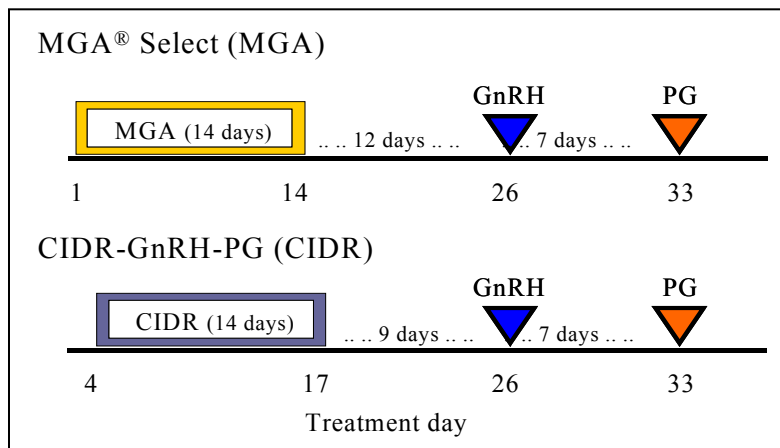 MGA® Select (MGA)
GnRH PG
MGA (14 days) .. .. 12 days .. .. .. .. 7 days .. ..
1 14 26 33
CIDR-GnRH-PG (CIDR)
GnRH PG
CIDR (14 days) .. .. 9 days .. .. .. .. 7 days .. ..
4 17 26 33
Treatment day